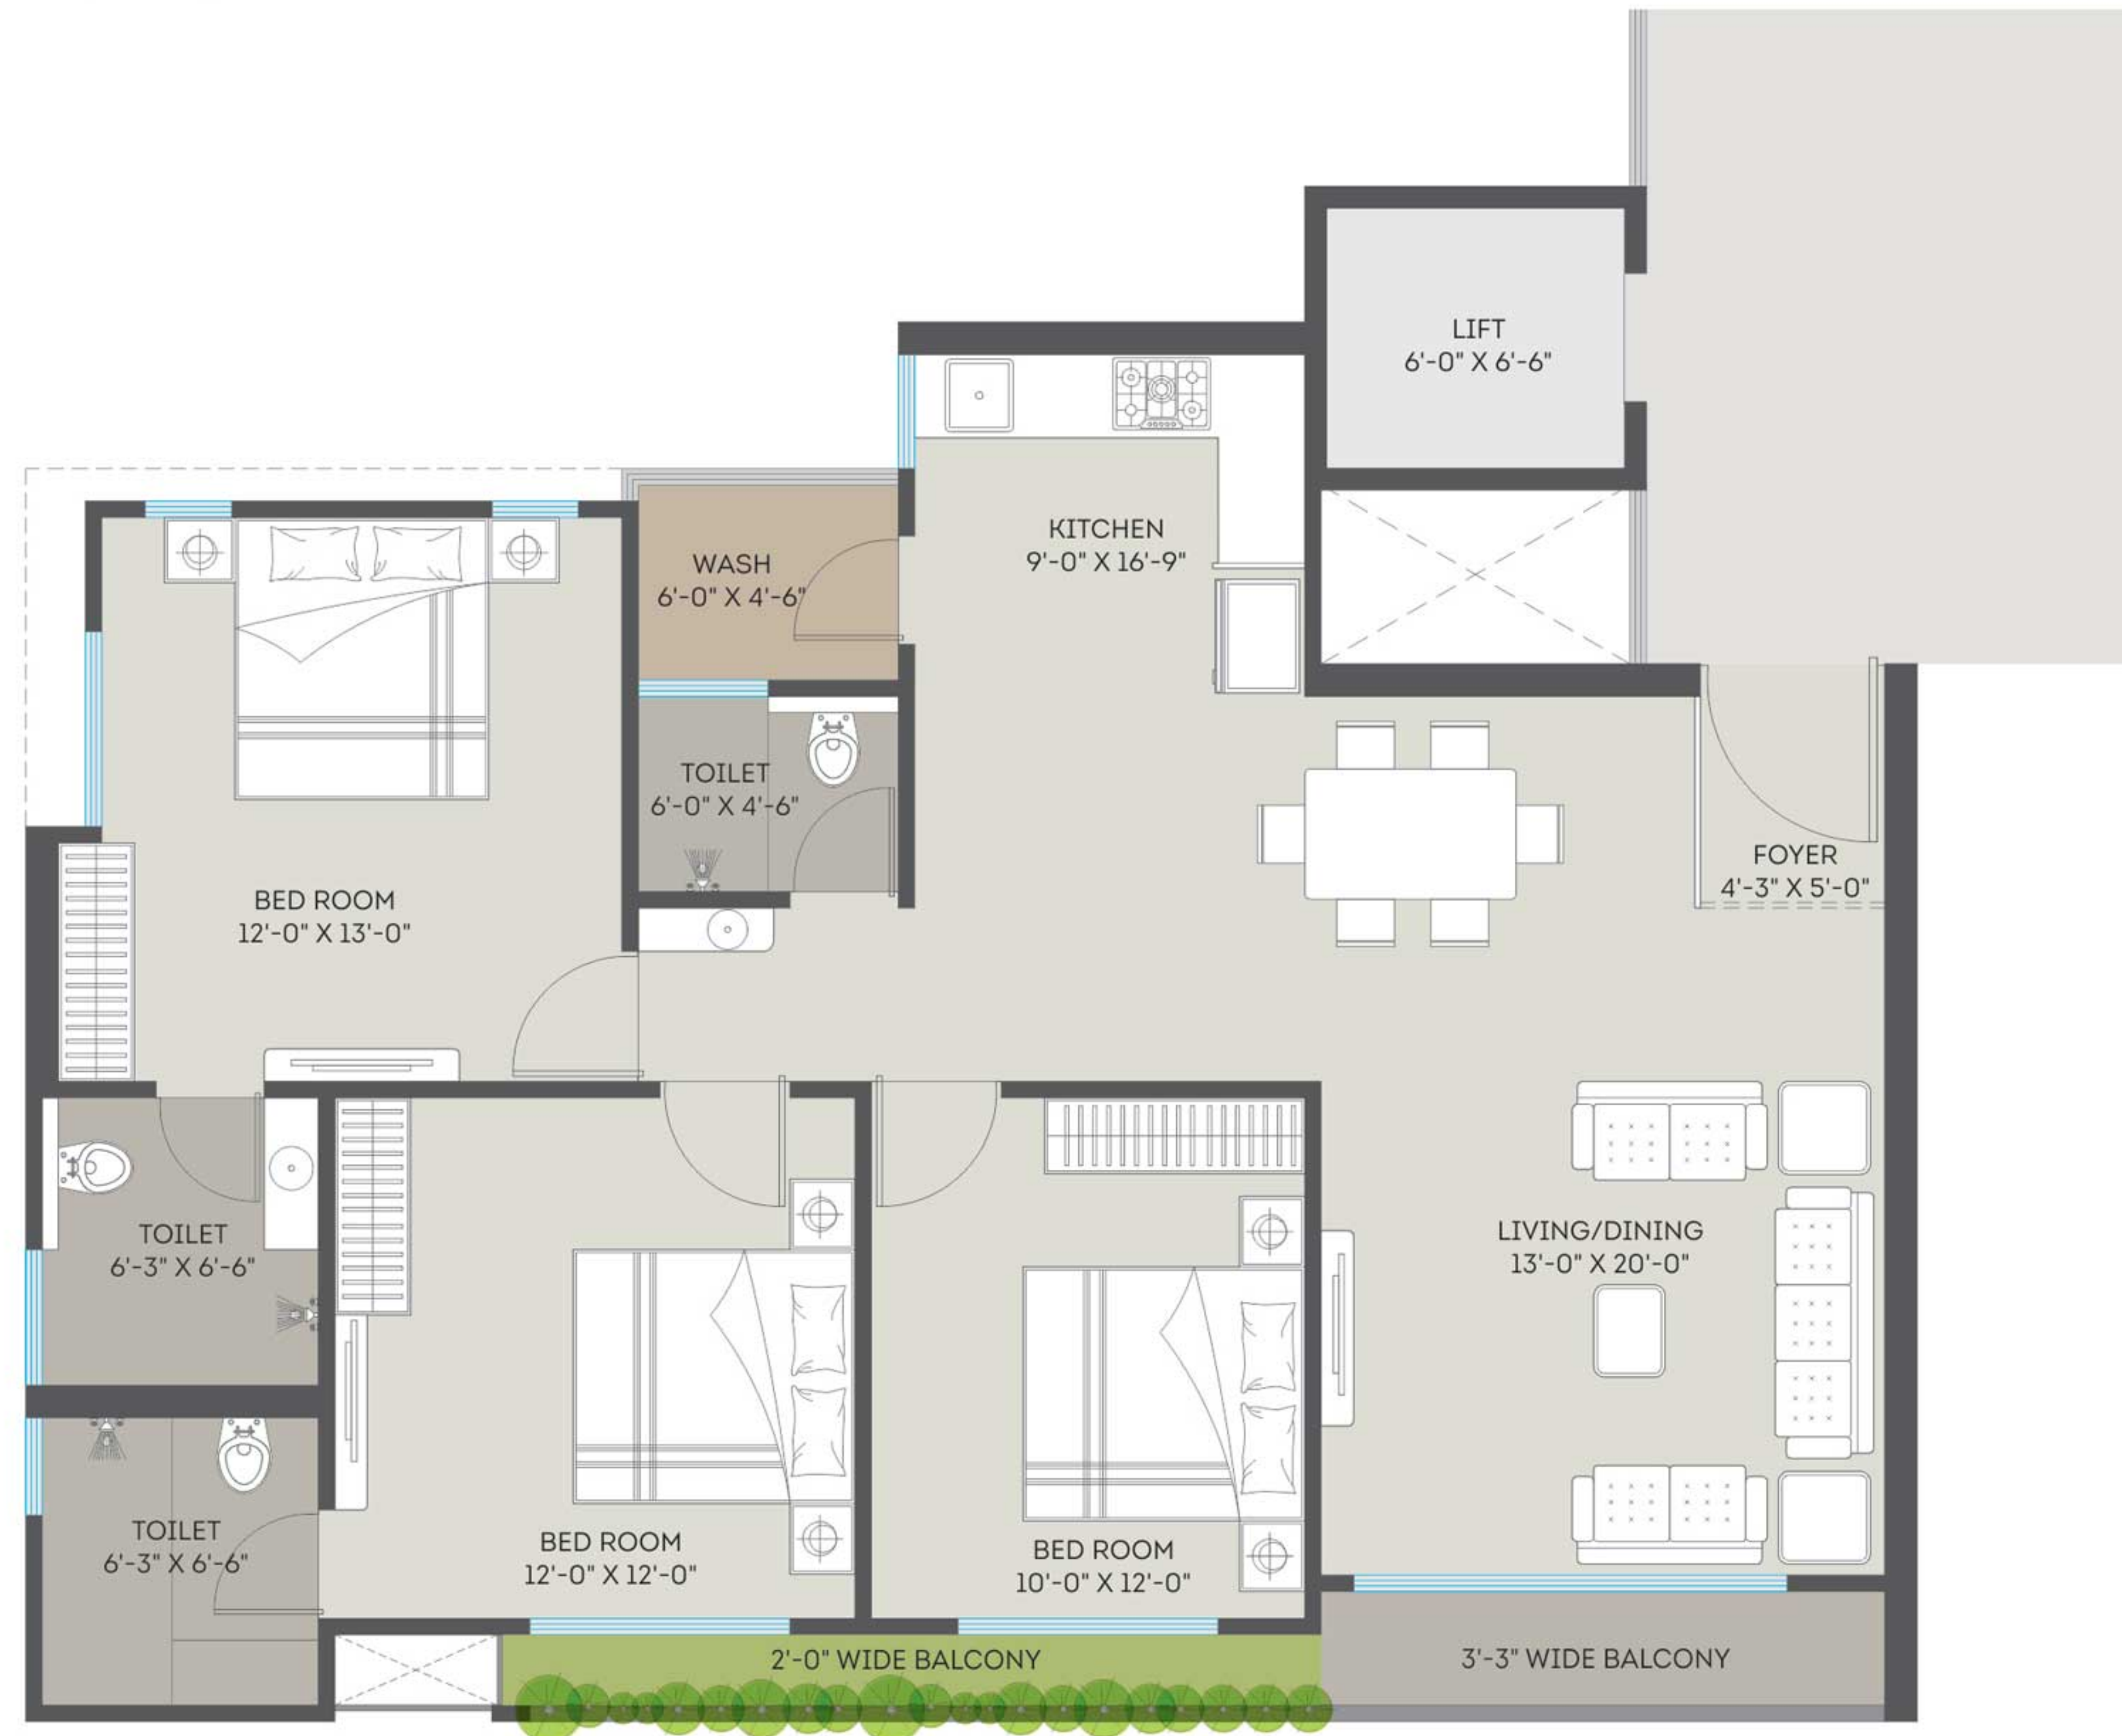 LIFT
6'-0" X 6'-6"
KITCHEN
9'-0" X 16'-9"
WASH
6'-0" X 4'-6"
TOILET
6'-0" X 4'-6"
FOYER
4'-3" X 5'-0"
BED ROOM
12'-0" X 13'-0"
TOILET
6'-3" X 6'-6"
LIVING/DINING
13'-0" X 20'-0"
TOILET
6'-3" X 6'-6"
BED ROOM
12'-0" X 12'-0"
BED ROOM
10'-0" X 12'-0"
2'-0" WIDE BALCONY
3'-3" WIDE BALCONY